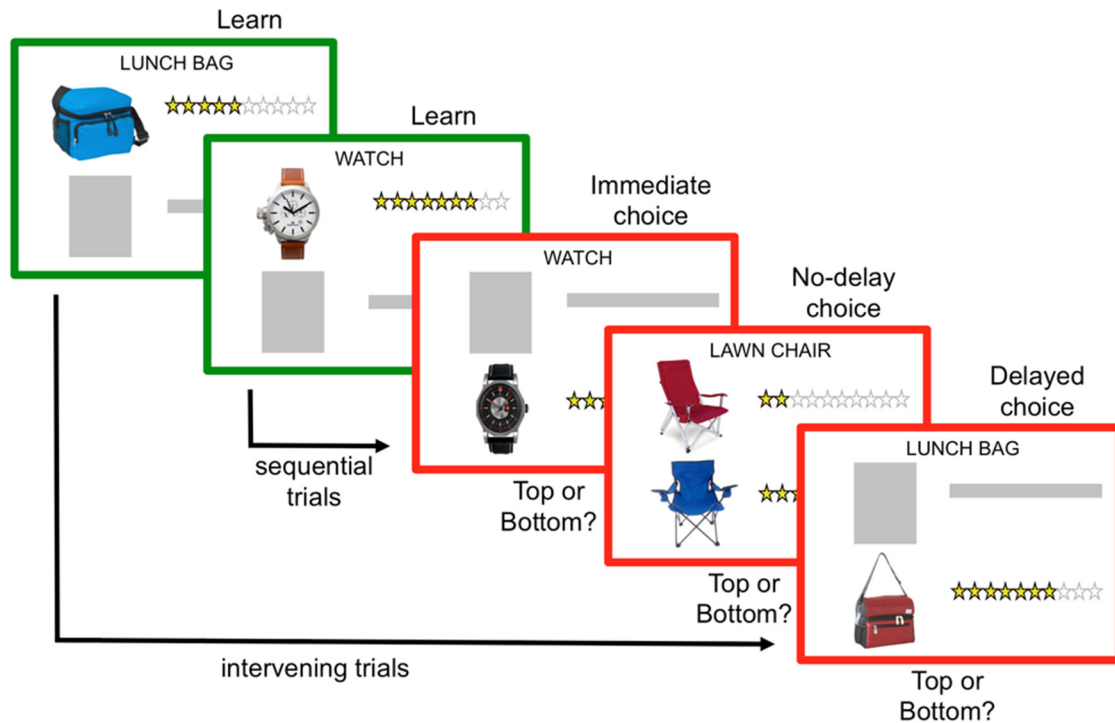 Learn
LUNCH BAG
Learn
WATCH
Immediate
choice
WATCH
No-delay
choice
LAWN CHAIR
Delayed
choice
LUNCH BAG
sequential
trials
Top or
Bottom?
Top or
Bottom?
intervening trials
Top or
Bottom?